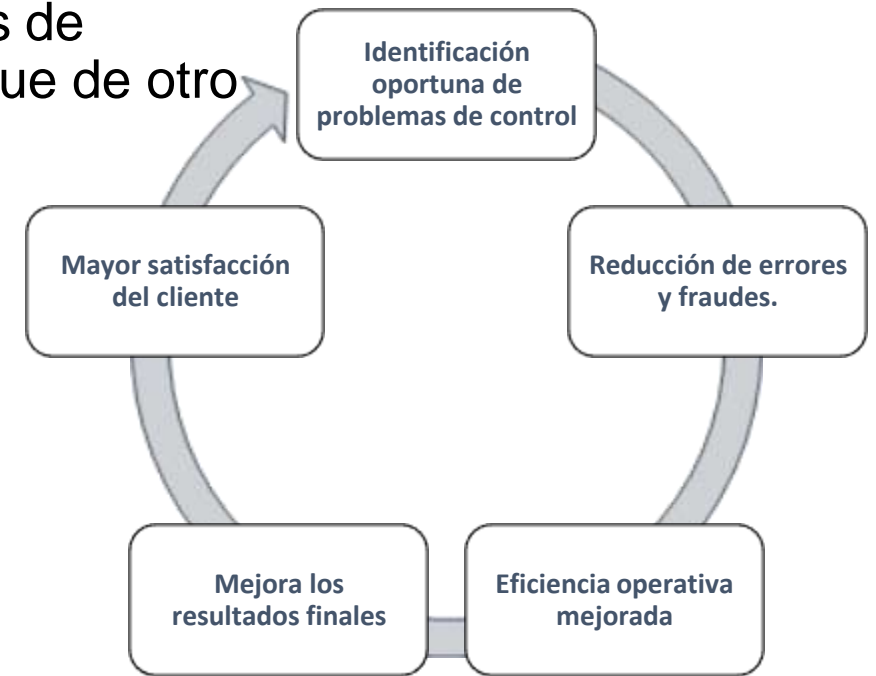 s de
ue de otro
Identificación
oportuna de
problemas de control
Reducción de errores
y fraudes.
Eficiencia operativa
mejorada
Mejora los
resultados finales
Mayor satisfacción
del cliente